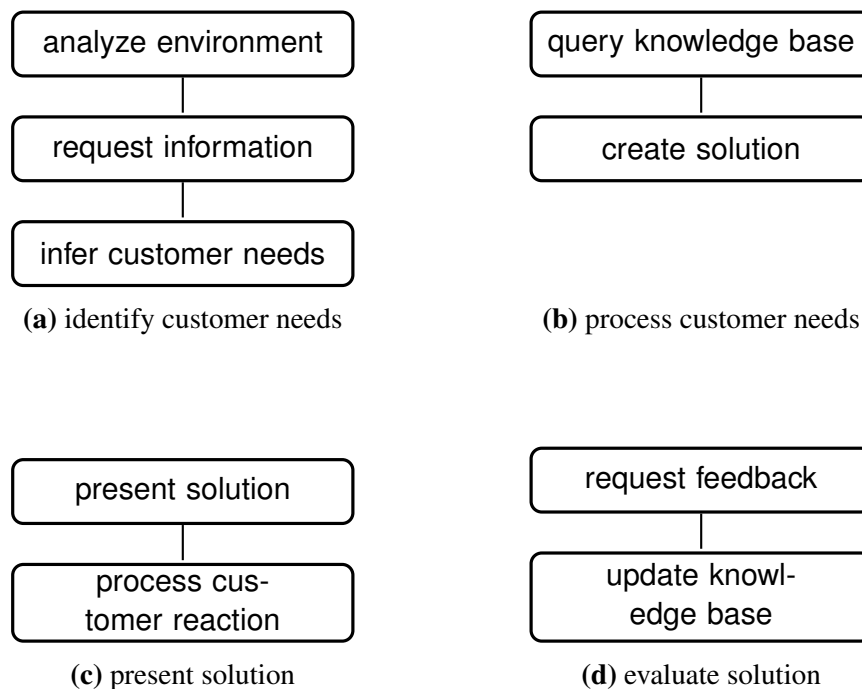 analyze environment
request information
infer customer needs
(a) identify customer needs
query knowledge base
create solution
(b) process customer needs
present solution
process cus-
tomer reaction
(c) present solution
request feedback
update knowl-
edge base
(d) evaluate solution